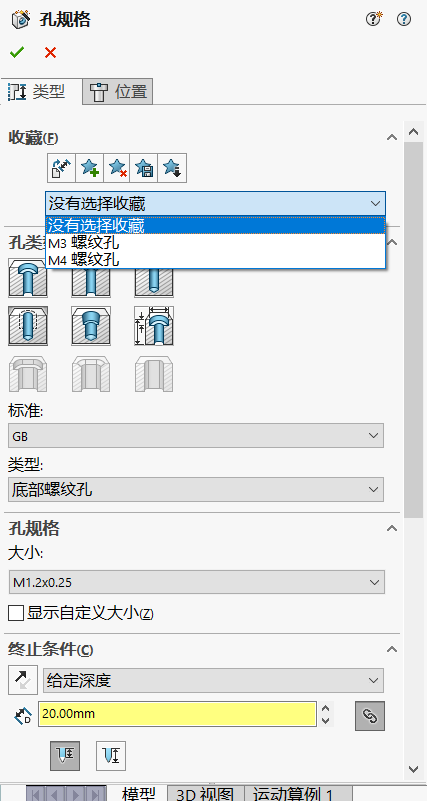 孔规格
类型
位置
收藏(F)
没有选择收藏
没有选择收藏
M3 螺纹孔
M4 螺纹孔
孔类
标准:
GB
类型:
底部螺纹孔
孔规格
大小:
M1.2x0.25
显示自定义大小(Z)
终止条件(C)
给定深度
D
20.00mm
模型
3D 视图
运动算例 1